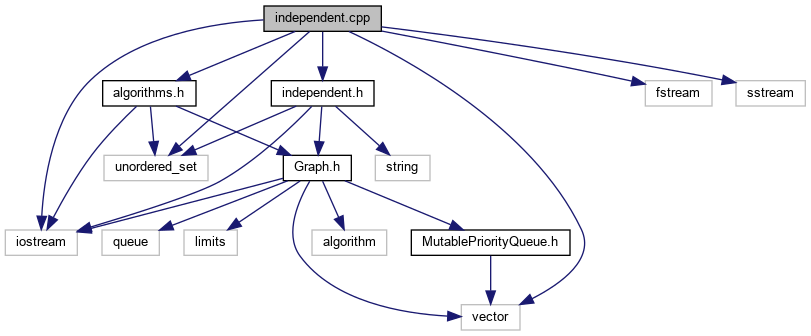 independent.cpp
algorithms.h
independent.h
fstream
sstream
unordered_set
Graph.h
string
iostream
queue
limits
algorithm
MutablePriorityQueue.h
vector